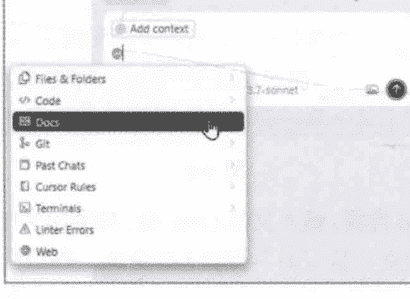 Add context
@
3.7-sonnet
Files & Folders
Code
Docs
Git
Past Chats
Cursor Rules
Terminals
Linter Errors
Web